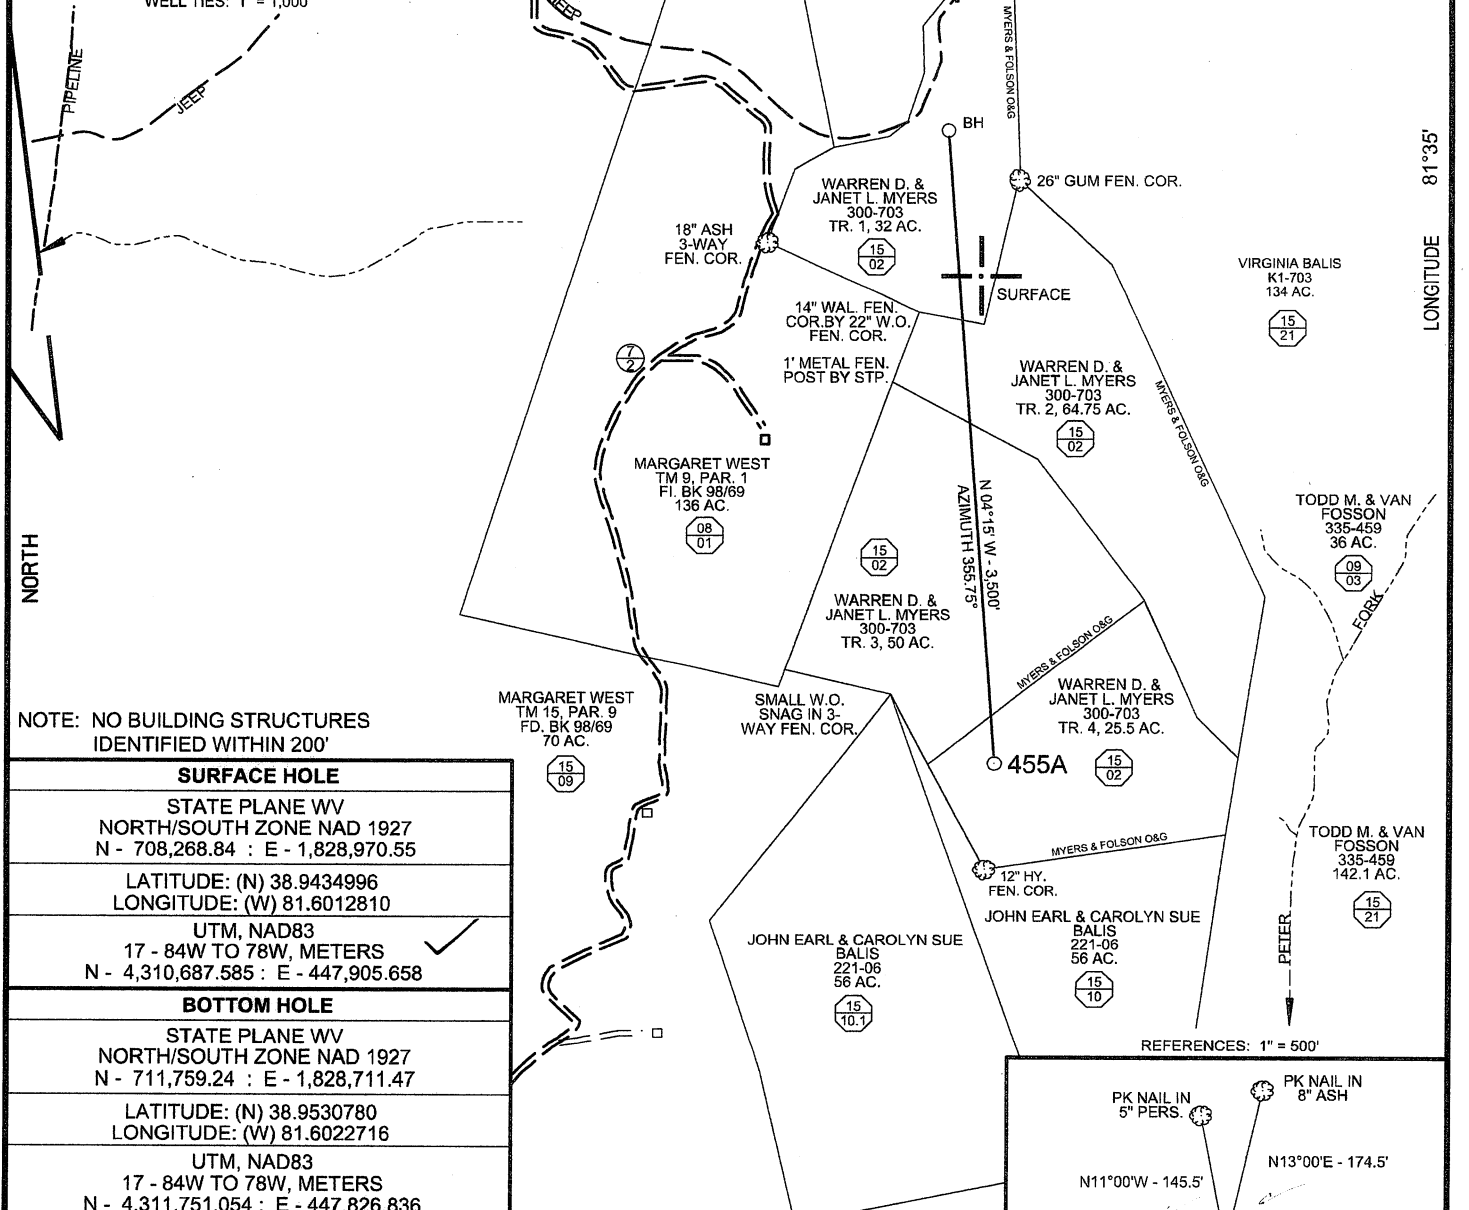 WELL TIES: 1" = 1,000'
PIPELINE
JEEP
JEEP
MYERS & FOLSON O&G
BH
26" GUM FEN. COR.
81°35'
LONGITUDE
WARREN D. &
JANET L. MYERS
300-703
TR. 1, 32 AC.
15
02
18" ASH
3-WAY
FEN. COR.
SURFACE
VIRGINIA BALIS
K1-703
134 AC.
15
21
14" WAL. FEN.
COR.BY 22" W.O.
FEN. COR.
1' METAL FEN.
POST BY STP.
7
2
WARREN D. &
JANET L. MYERS
300-703
TR. 2, 64.75 AC.
15
02
MYERS & FOLSON O&G
MARGARET WEST
TM 9, PAR. 1
FI. BK 98/69
136 AC.
08
01
N 04°15' W - 3,500'
AZIMUTH 355.75°
TODD M. & VAN
FOSSON
335-459
36 AC.
09
03
FORK
NORTH
15
02
WARREN D. &
JANET L. MYERS
300-703
TR. 3, 50 AC.
MYERS & FOLSON O&G
WARREN D. &
JANET L. MYERS
300-703
TR. 4, 25.5 AC.
15
02
455A
MARGARET WEST
TM 15, PAR. 9
FD. BK 98/69
70 AC.
15
09
SMALL W.O.
SNAG IN 3-
WAY FEN. COR.
NOTE: NO BUILDING STRUCTURES
IDENTIFIED WITHIN 200'
SURFACE HOLE
STATE PLANE WV
NORTH/SOUTH ZONE NAD 1927
N - 708,268.84 : E - 1,828,970.55
LATITUDE: (N) 38.9434996
LONGITUDE: (W) 81.6012810
UTM, NAD83
17 - 84W TO 78W, METERS
N - 4,310,687.585 : E - 447,905.658
BOTTOM HOLE
STATE PLANE WV
NORTH/SOUTH ZONE NAD 1927
N - 711,759.24 : E - 1,828,711.47
LATITUDE: (N) 38.9530780
LONGITUDE: (W) 81.6022716
UTM, NAD83
17 - 84W TO 78W, METERS
N - 4,311,751.054 : E - 447,826.836
MYERS & FOLSON O&G
12" HY.
FEN. COR.
TODD M. & VAN
FOSSON
335-459
142.1 AC.
15
21
PETER
JOHN EARL & CAROLYN SUE
BALIS
221-06
56 AC.
15
10.1
JOHN EARL & CAROLYN SUE
BALIS
221-06
56 AC.
15
10
REFERENCES: 1" = 500'
PK NAIL IN
5" PERS.
PK NAIL IN
8" ASH
N11°00'W - 145.5'
N13°00'E - 174.5'